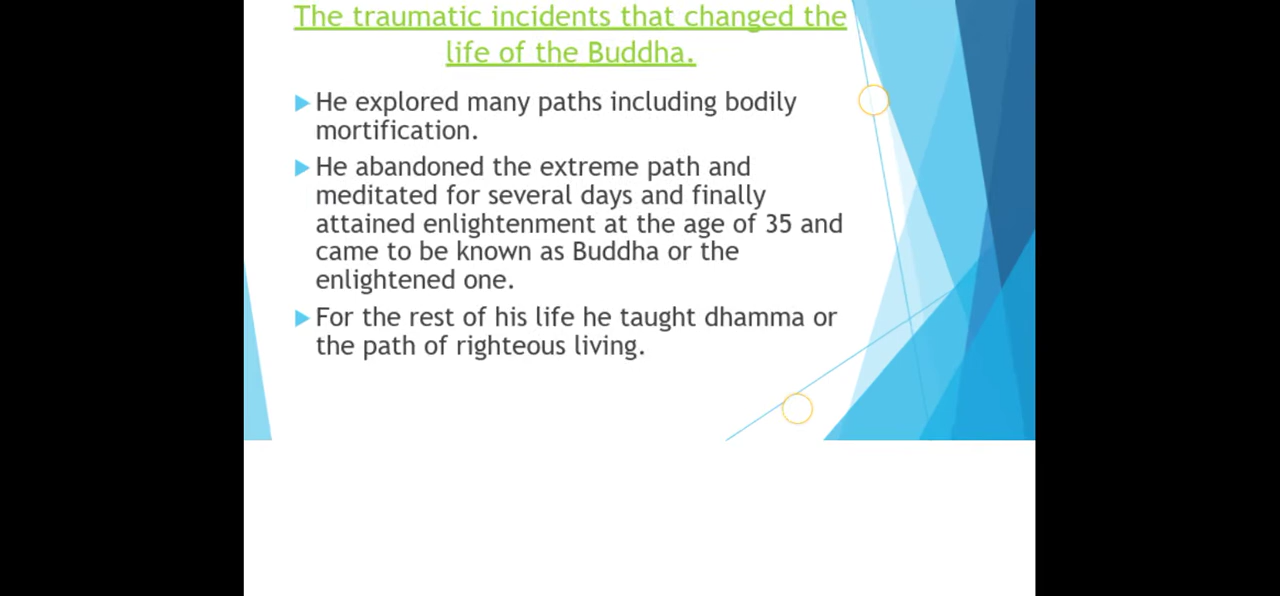 The traumatic incidents that changed the
life of the Buddha.
He explored many paths including bodily
mortification.
He abandoned the extreme path and
meditated for several days and finally
attained enlightenment at the age of 35 and
came to be known as Buddha or the
enlightened one.
For the rest of his life he taught dhamma or
the path of righteous living.